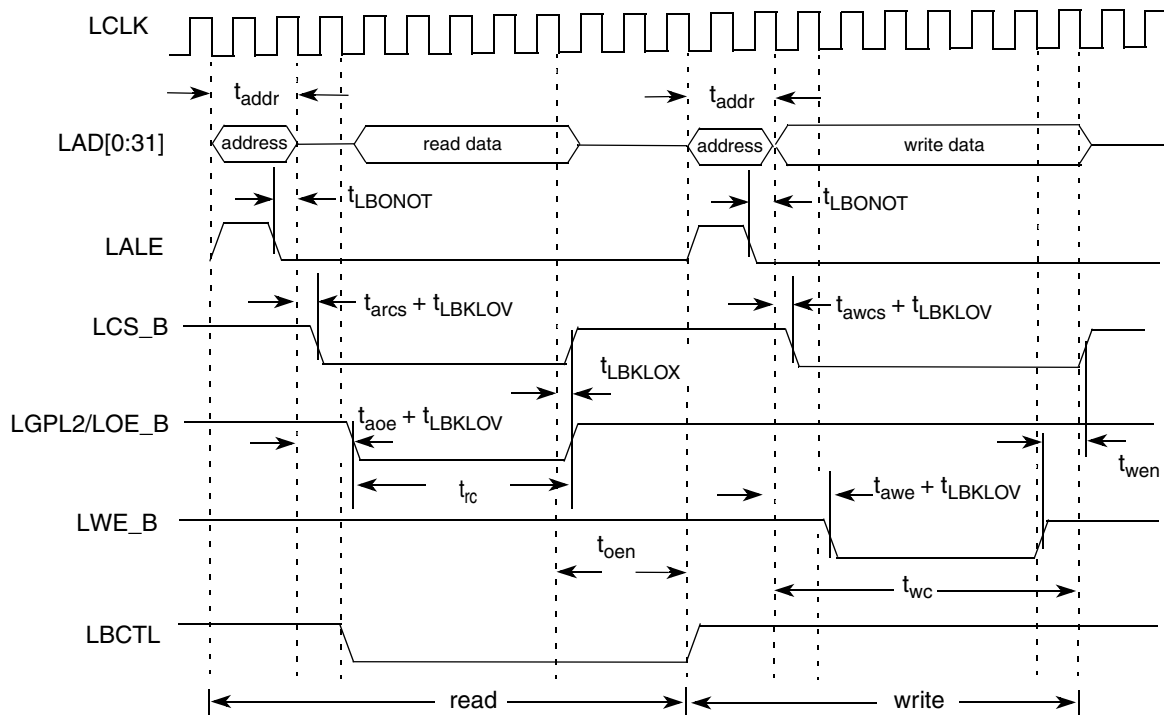 LCLK
t_addr t_addr
LAD[0:31] address read data address write data
t_LBONOT t_LBONOT
LALE
t_arcs + t_LBKLOV t_awcs + t_LBKLOV
LCS_B
t_LBKLOX
t_aoe + t_LBKLOV
LGPL2/LOE_B
t_wen
t_rc t_awe + t_LBKLOV
LWE_B
t_oen
t_wc
LBCTL
read write